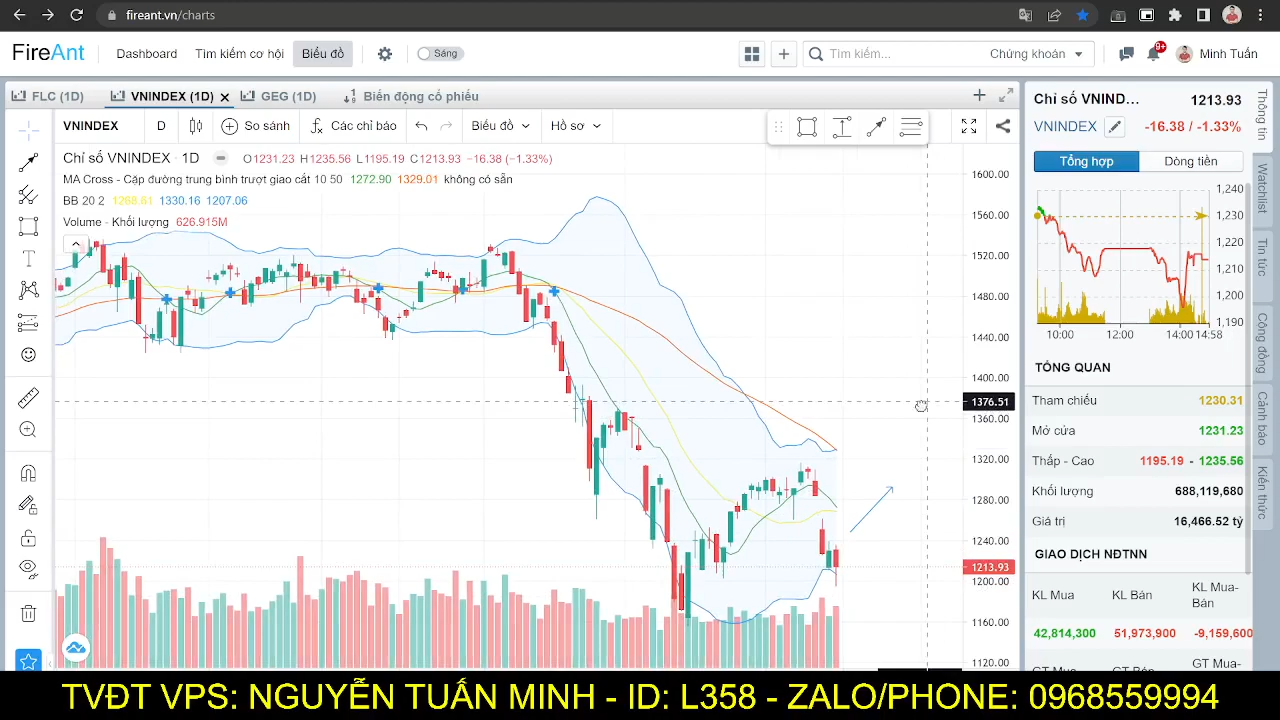 fireant.vn/charts
FireAnt
Dashboard
Tìm kiếm cơ hội
Biểu đồ
Sáng
Tìm kiếm...
Chứng khoán
9+
Minh Tuấn
FLC (1D)
VNINDEX (1D)
GEG (1D)
Biến động cổ phiếu
VNINDEX
D
So sánh
Các chỉ báo
Biểu đồ
Hồ sơ
Chỉ số VNINDEX · 1D
O1231.23 H1235.56 L1195.19 C1213.93 −16.38 (−1.33%)
MA Cross - Cặp đường trung bình trượt giao cắt 10 50 1272.90 1329.01 không có sẵn
BB 20 2 1268.61 1330.16 1207.06
Volume - Khối lượng 626.915M
1600.00
1560.00
1520.00
1480.00
1440.00
1400.00
1376.51
1360.00
1320.00
1280.00
1240.00
1213.93
1200.00
1160.00
1120.00
Chỉ số VNIND...
1213.93
VNINDEX
-16.38 / -1.33%
Tổng hợp
Dòng tiền
1,240
1,230
1,220
1,210
1,200
1,190
10:00
12:00
14:00
14:58
TỔNG QUAN
Tham chiếu 1230.31
Mở cửa 1231.23
Thấp - Cao 1195.19 - 1235.56
Khối lượng 688,119,680
Giá trị 16,466.52 tỷ
GIAO DỊCH NĐTNN
KL Mua
KL Bán
KL Mua-
Bán
42,814,300
51,973,900
-9,159,600
GT Mua
GT Bán
GT Mua-
Thông tin
Watchlist
Tin tức
Cộng đồng
Cảnh báo
Kiến thức
TVĐT VPS: NGUYỄN TUẤN MINH - ID: L358 - ZALO/PHONE: 0968559994